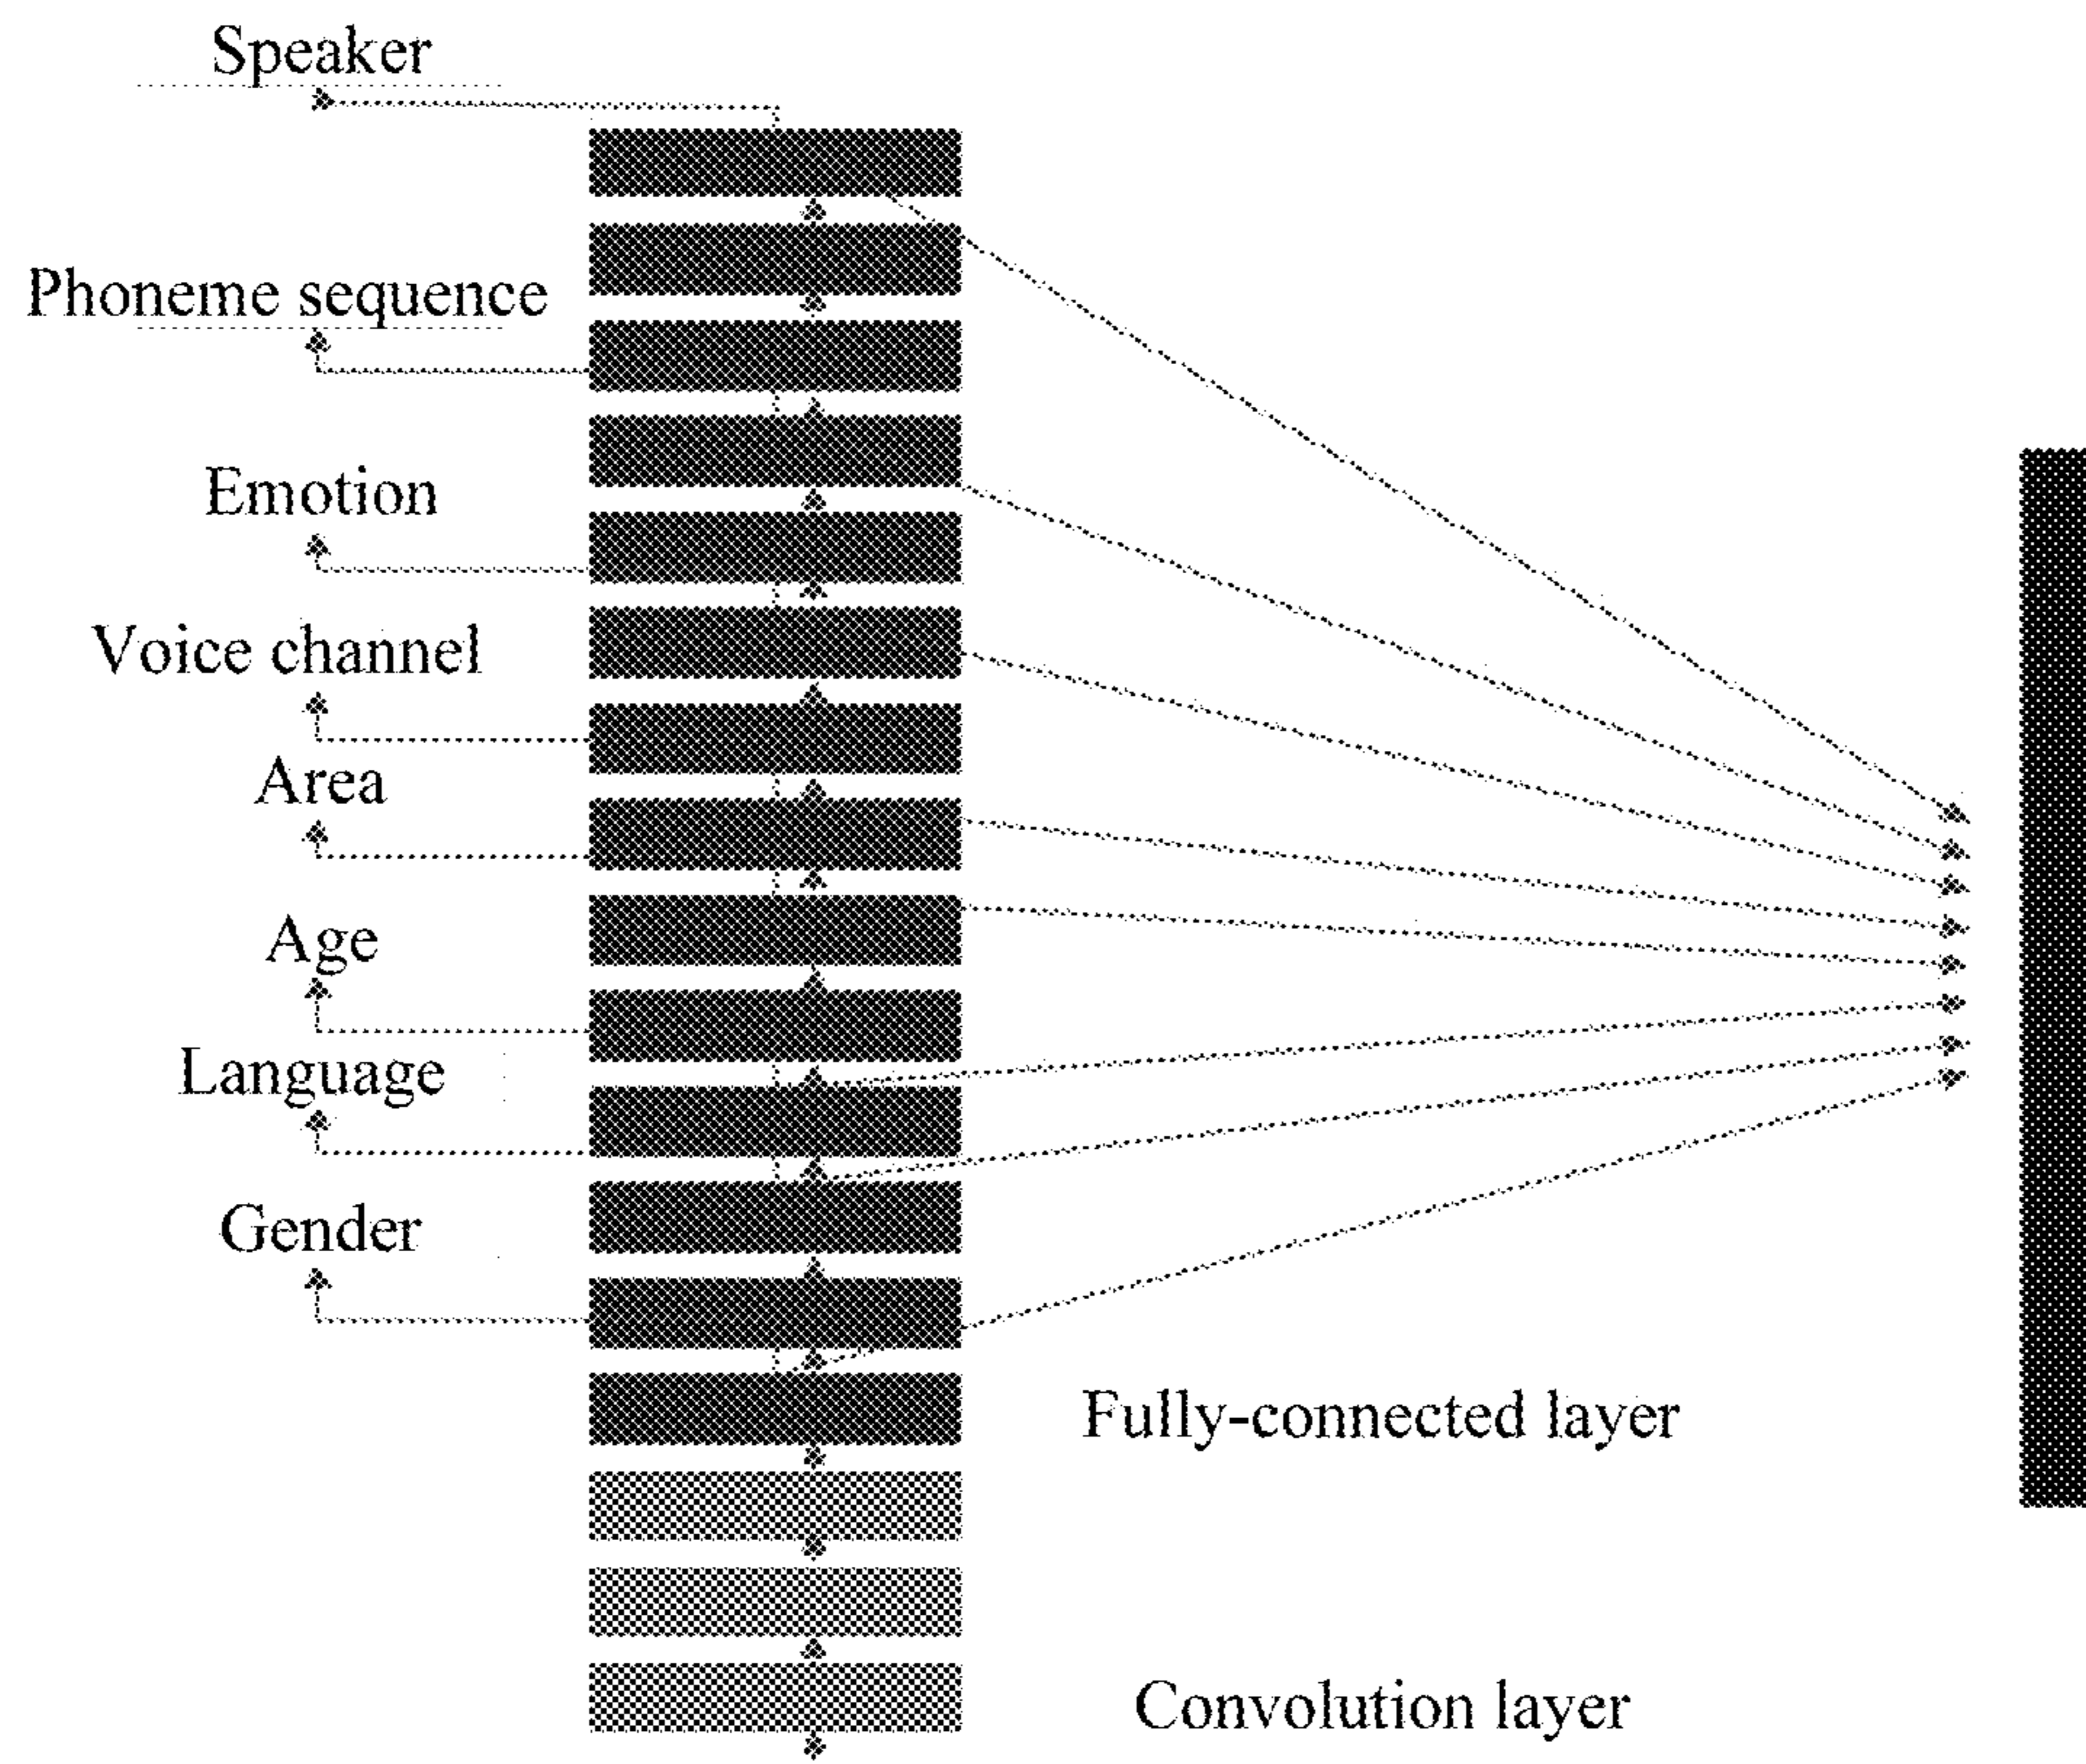 Speaker
Phoneme sequence
Emotion
Voice channel
Area
Age
Language
Gender
Fully-connected layer
Convolution layer